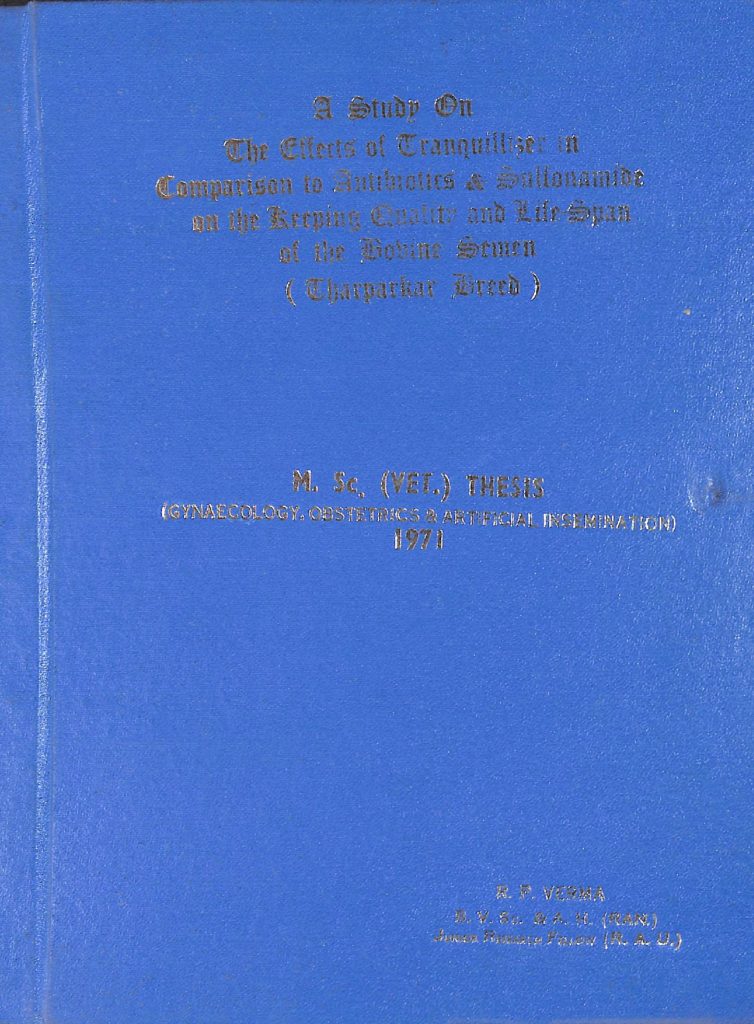 A Study On
The Effects of Tranquillizer in
Comparison to Antibiotics & Sulfonamide
on the Keeping Quality and Life-Span
of the Bovine Semen
( Tharparkar Breed )
M. Sc. (VET.) THESIS
(GYNAECOLOGY, OBSTETRICS & ARTIFICIAL INSEMINATION)
1971
R. P. VERMA
B. V. Sc. & A. H. (RAN.)
Junior Research Fellow (R. A. U.)